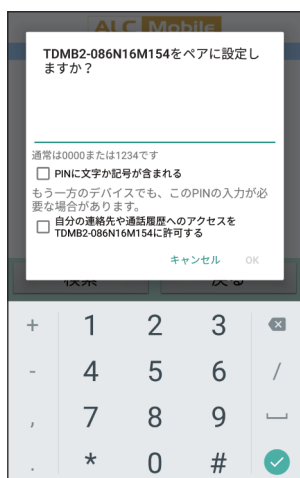 ALC Mobile
TDMB2-086N16M154をペアに設定し
ますか？
通常は0000または1234です
PINに文字か記号が含まれる
もう一方のデバイスでも、このPINの入力が必
要な場合があります。
自分の連絡先や通話履歴へのアクセスを
TDMB2-086N16M154に許可する
キャンセル OK
検索 戻る
+ 1 2 3
- 4 5 6 /
, 7 8 9
. * 0 #